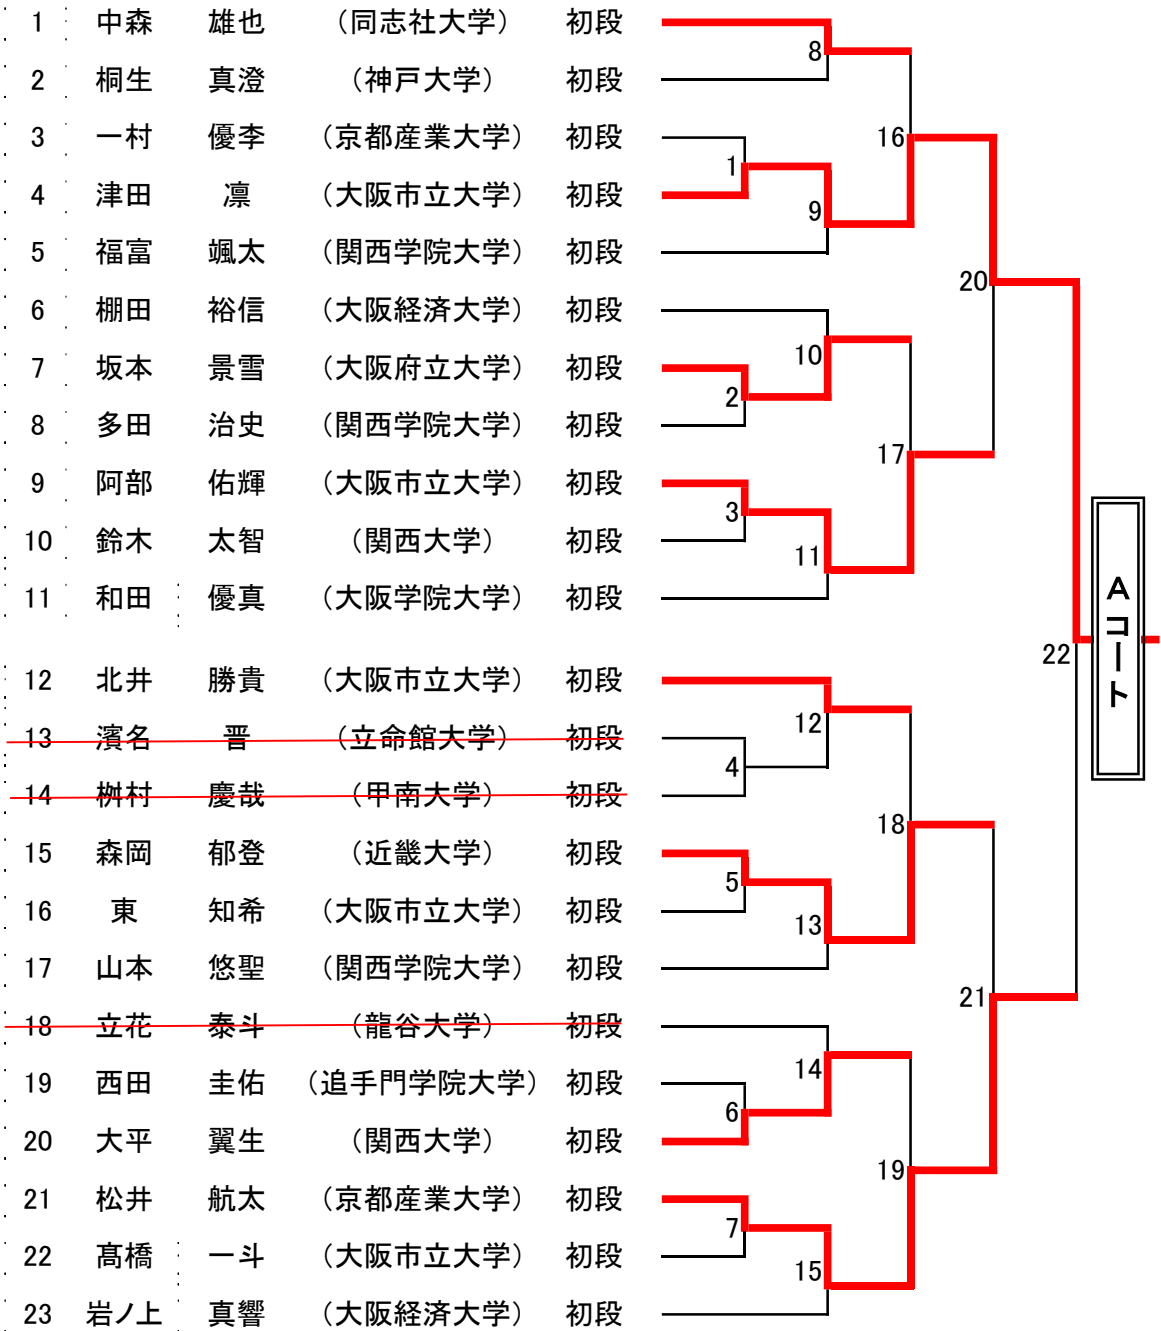 1 中森 雄也 （同志社大学） 初段
8
2 桐生 真澄 （神戸大学） 初段
3 一村 優李 （京都産業大学） 初段
16
1
4 津田 凛 （大阪市立大学） 初段
9
5 福富 颯太 （関西学院大学） 初段
20
6 棚田 裕信 （大阪経済大学） 初段
10
7 坂本 景雪 （大阪府立大学） 初段
2
8 多田 治史 （関西学院大学） 初段
17
9 阿部 佑輝 （大阪市立大学） 初段
3
10 鈴木 太智 （関西大学） 初段
11
11 和田 優真 （大阪学院大学） 初段
Aコート
22
12 北井 勝貴 （大阪市立大学） 初段
12
13 濱名 晋 （立命館大学） 初段
4
14 桝村 慶哉 （甲南大学） 初段
18
15 森岡 郁登 （近畿大学） 初段
5
16 東 知希 （大阪市立大学） 初段
13
17 山本 悠聖 （関西学院大学） 初段
21
18 立花 泰斗 （龍谷大学） 初段
14
19 西田 圭佑 （追手門学院大学） 初段
6
20 大平 翼生 （関西大学） 初段
19
21 松井 航太 （京都産業大学） 初段
7
22 髙橋 一斗 （大阪市立大学） 初段
15
23 岩ノ上 真響 （大阪経済大学） 初段